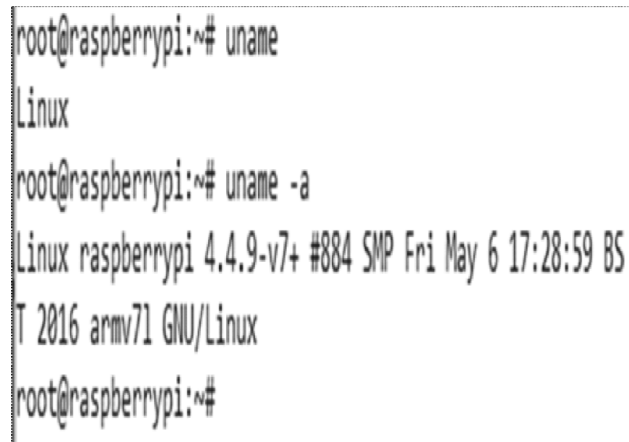 root@raspberrypi:~# uname
Linux
root@raspberrypi:~# uname -a
Linux raspberrypi 4.4.9-v7+ #884 SMP Fri May 6 17:28:59 BS
T 2016 armv7l GNU/Linux
root@raspberrypi:~#